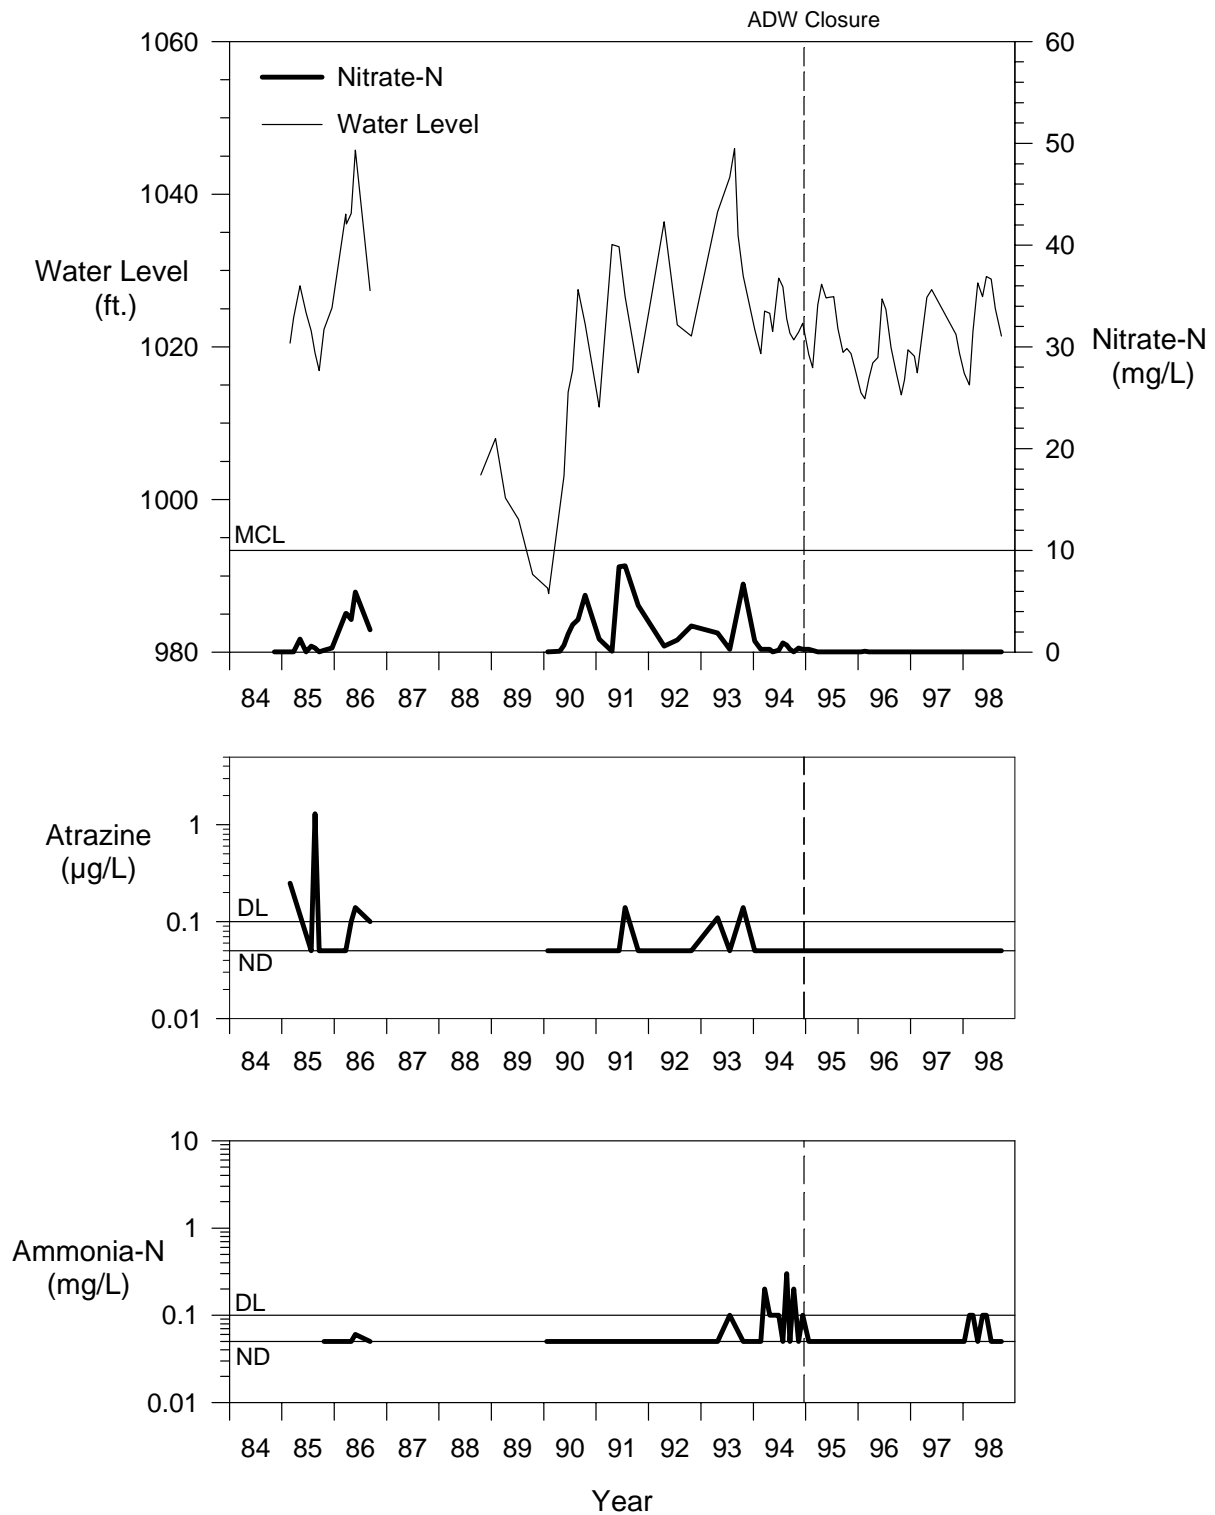 ADW Closure
1060
60
Nitrate-N
Water Level
50
1040
40
Water Level
(ft.)
1020
30
Nitrate-N
(mg/L)
20
1000
MCL
10
980
0
84 85 86 87 88 89 90 91 92 93 94 95 96 97 98
1
Atrazine
(µg/L)
DL
0.1
ND
0.01
84 85 86 87 88 89 90 91 92 93 94 95 96 97 98
10
1
Ammonia-N
(mg/L)
DL
0.1
ND
0.01
84 85 86 87 88 89 90 91 92 93 94 95 96 97 98
Year